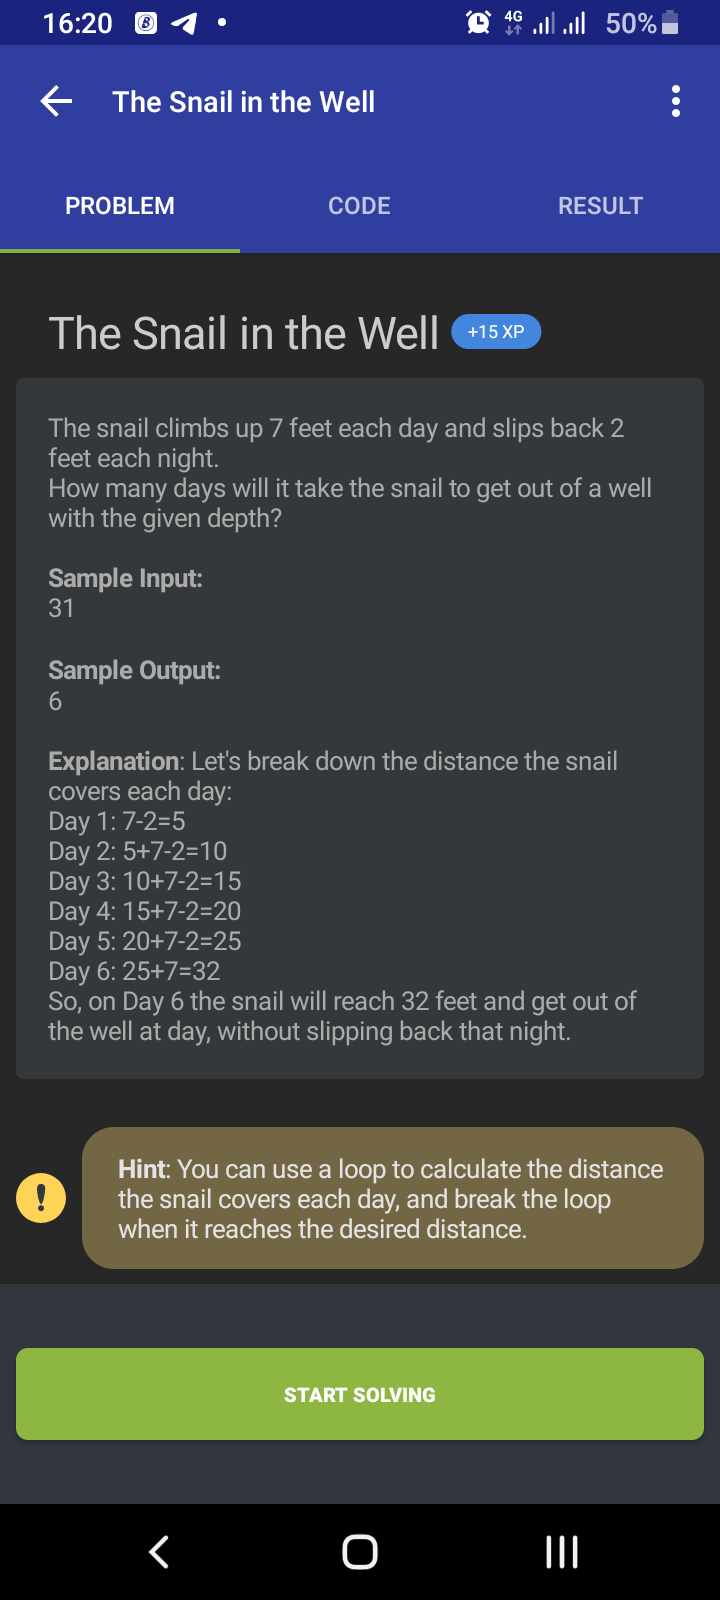 16:20
4G
50%
The Snail in the Well
PROBLEM CODE RESULT
The Snail in the Well +15 XP
The snail climbs up 7 feet each day and slips back 2
feet each night.
How many days will it take the snail to get out of a well
with the given depth?
Sample Input:
31
Sample Output:
6
Explanation: Let's break down the distance the snail
covers each day:
Day 1: 7-2=5
Day 2: 5+7-2=10
Day 3: 10+7-2=15
Day 4: 15+7-2=20
Day 5: 20+7-2=25
Day 6: 25+7=32
So, on Day 6 the snail will reach 32 feet and get out of
the well at day, without slipping back that night.
Hint: You can use a loop to calculate the distance
the snail covers each day, and break the loop
when it reaches the desired distance.
START SOLVING